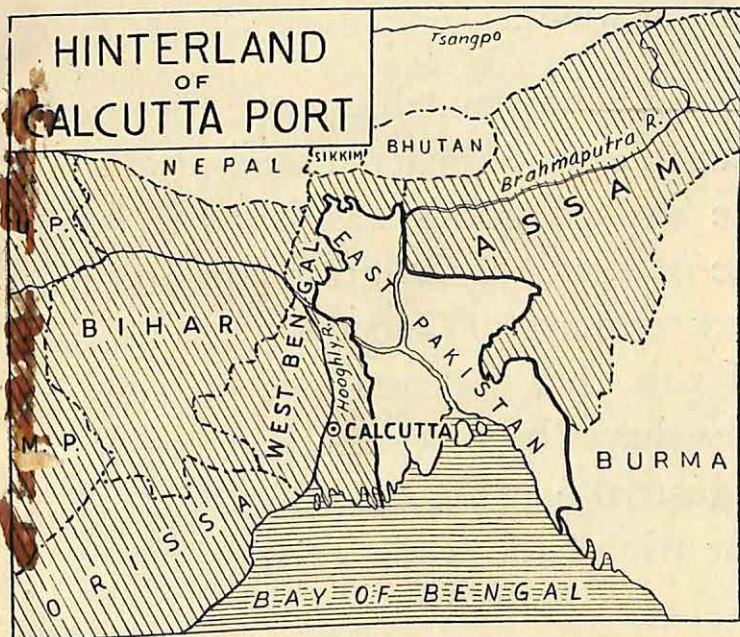 HINTERLAND
OF
CALCUTTA PORT
Tsangpo
NEPAL
SIKKIM
BHUTAN
Brahmaputra R.
ASSAM
P.
BIHAR
WEST BENGAL
EAST PAKISTAN
Hooghly R.
CALCUTTA
M. P.
ORISSA
BURMA
BAY OF BENGAL